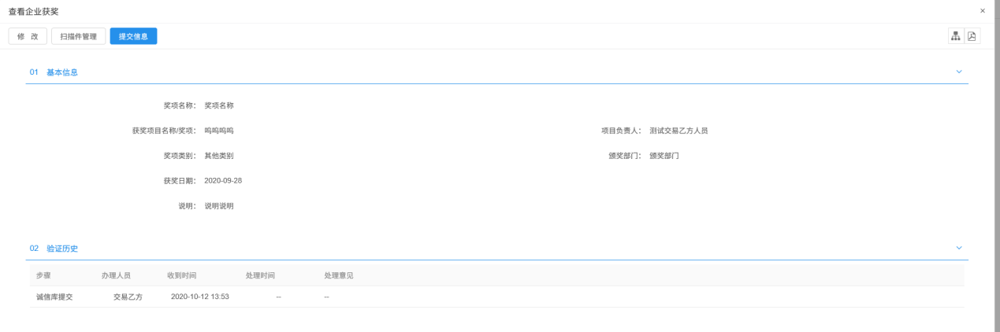 查看企业获奖 ×
修 改 扫描件管理 提交信息
01 基本信息
奖项名称: 奖项名称
获奖项目名称/奖项: 呜呜呜呜 项目负责人: 测试交易乙方人员
奖项类别: 其他类别 颁奖部门: 颁奖部门
获奖日期: 2020-09-28
说明: 说明说明
02 验证历史
步骤 办理人员 收到时间 处理时间 处理意见
诚信库提交 交易乙方 2020-10-12 13:53 -- --